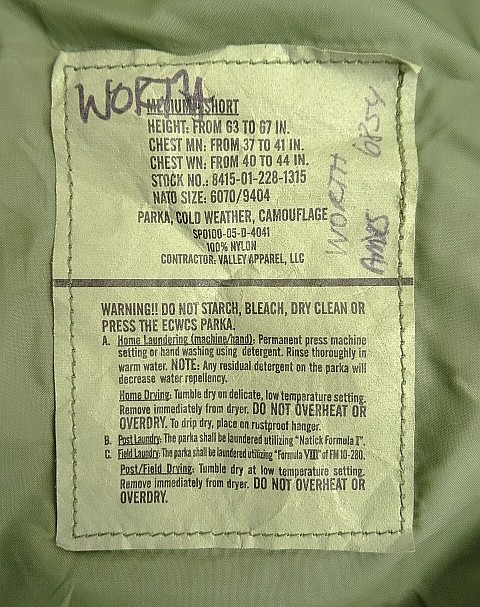 WORTH
MEDIUM-SHORT
HEIGHT: FROM 63 TO 67 IN.
CHEST MN: FROM 37 TO 41 IN.
CHEST WN: FROM 40 TO 44 IN.
STOCK NO.: 8415-01-228-1315
NATO SIZE: 6070/9404
PARKA, COLD WEATHER, CAMOUFLAGE
SPO100-05-D-4041
100% NYLON
CONTRACTOR: VALLEY APPAREL, LLC
WORTH 6P54
WARNING!! DO NOT STARCH, BLEACH, DRY CLEAN OR
PRESS THE ECWCS PARKA.
A. Home Laundering (machine/hand): Permanent press machine
setting or hand washing using detergent. Rinse thoroughly in
warm water. NOTE: Any residual detergent on the parka will
decrease water repellency.
Home Drying: Tumble dry on delicate, low temperature setting.
Remove immediately from dryer. DO NOT OVERHEAT OR
OVERDRY. To drip dry, place on rustproof hanger.
B. Post Laundry: The parka shall be laundered utilizing "Natick Formula I".
C. Field Laundry: The parka shall be laundered utilizing "Formula VIII" of FM 10-280.
Post/Field Drying: Tumble dry at low temperature setting.
Remove immediately from dryer. DO NOT OVERHEAT OR
OVERDRY.